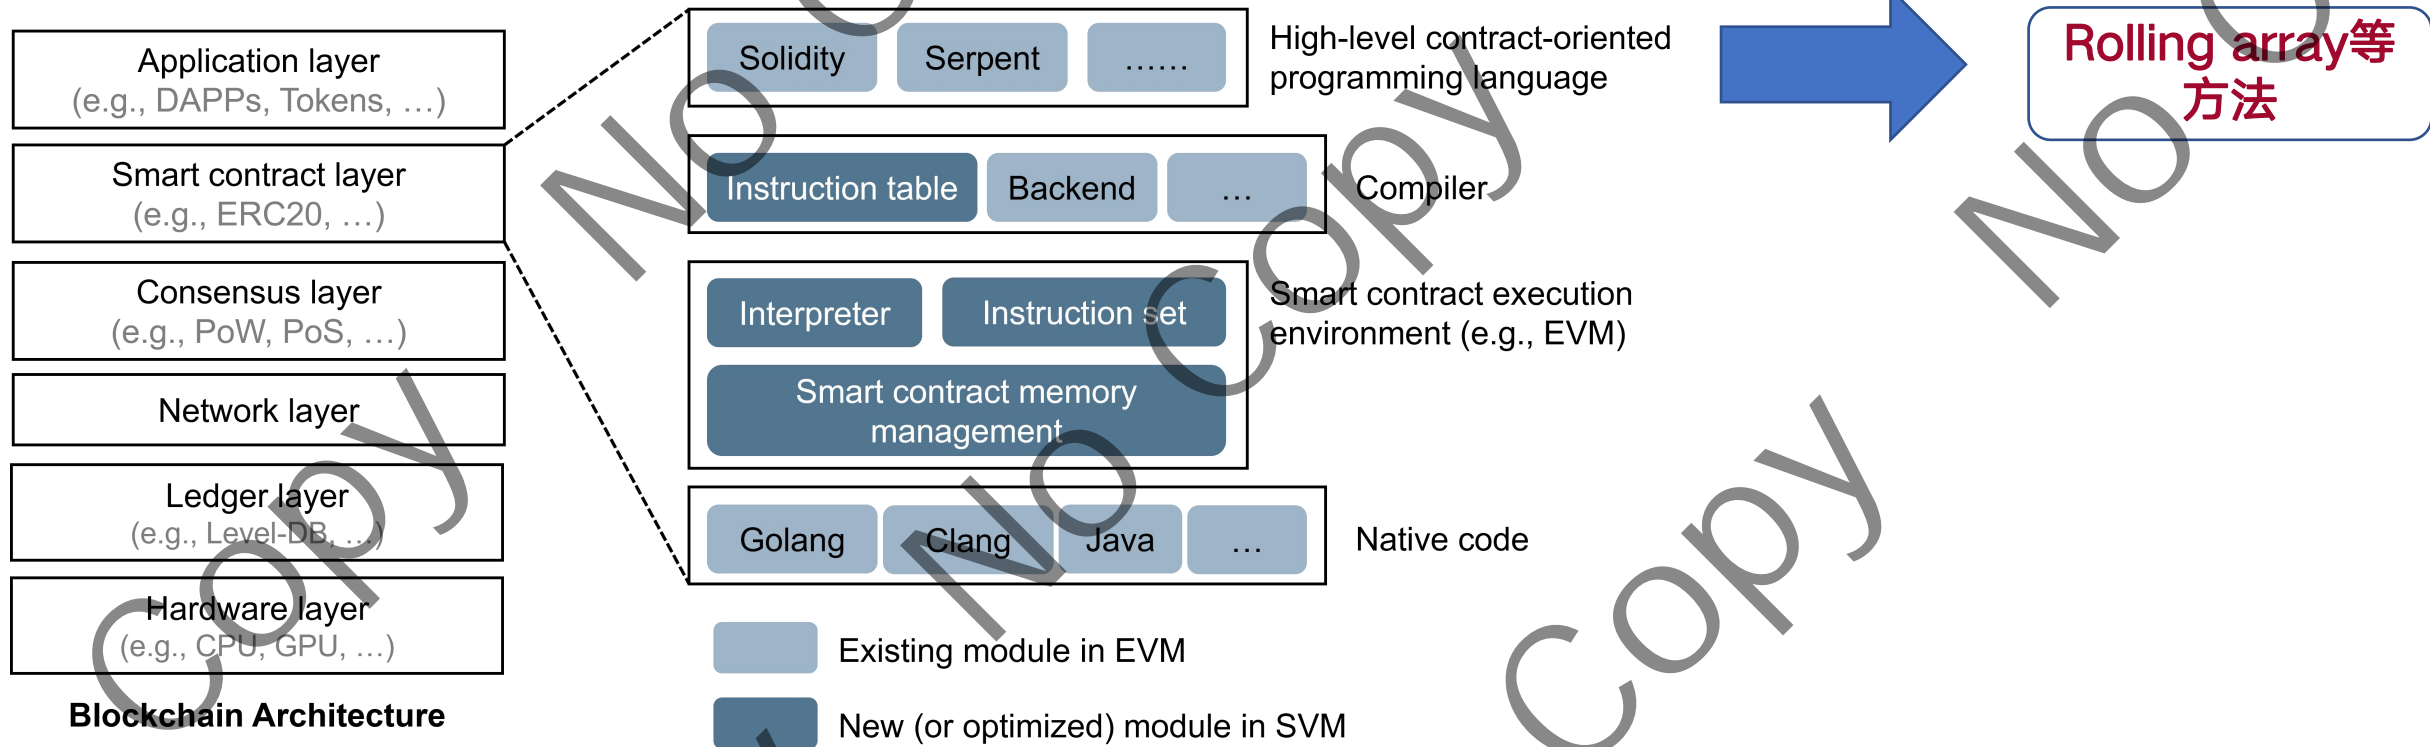 Application layer
(e.g., DAPPs, Tokens, …)
Smart contract layer
(e.g., ERC20, …)
Consensus layer
(e.g., PoW, PoS, …)
Network layer
Ledger layer
(e.g., Level-DB, …)
Hardware layer
(e.g., CPU, GPU, …)
Blockchain Architecture
Solidity
Serpent
……
High-level contract-oriented
programming language
Instruction table
Backend
…
Compiler
Interpreter
Instruction set
Smart contract memory
management
Smart contract execution
environment (e.g., EVM)
Golang
Clang
Java
…
Native code
Existing module in EVM
New (or optimized) module in SVM
Rolling array等
方法
No Copy
No Copy
No Copy
Copy
No Co